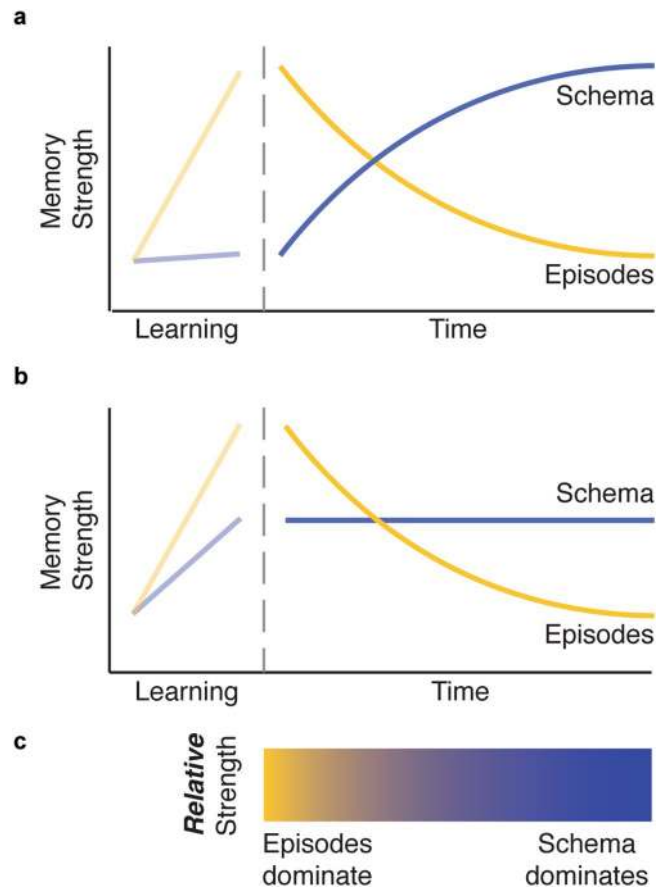 a
Memory
Strength
Schema
Episodes
Learning
Time
b
Memory
Strength
Schema
Episodes
Learning
Time
c
Relative
Strength
Episodes
dominate
Schema
dominates